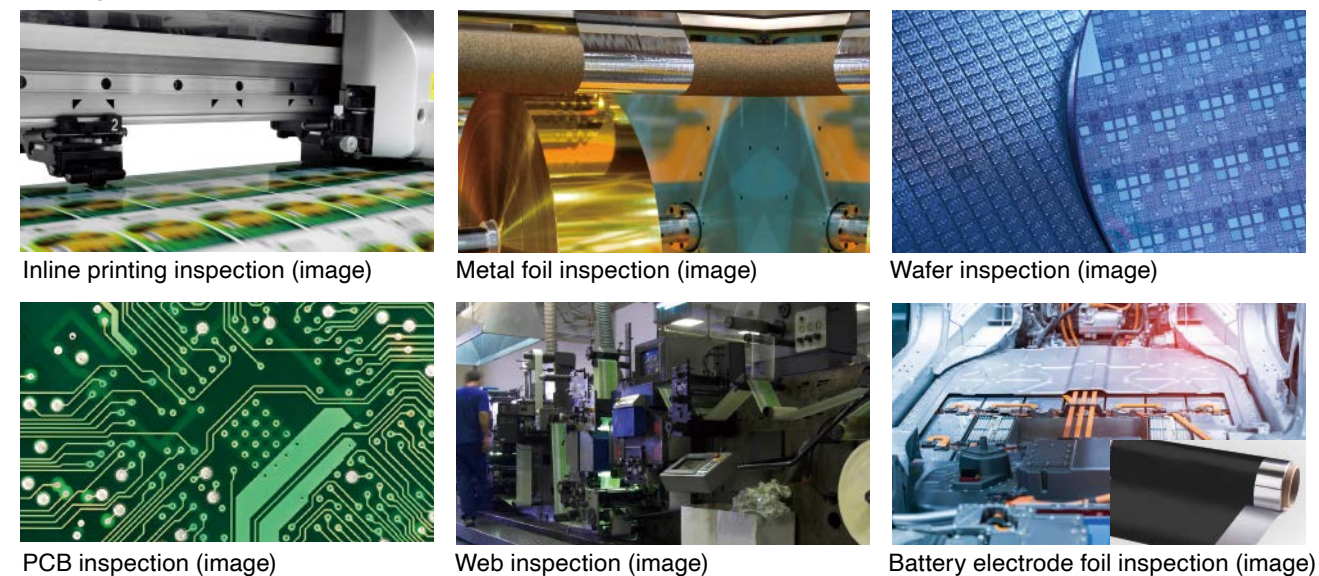 2
Inline printing inspection (image)
Metal foil inspection (image)
Wafer inspection (image)
PCB inspection (image)
Web inspection (image)
Battery electrode foil inspection (image)